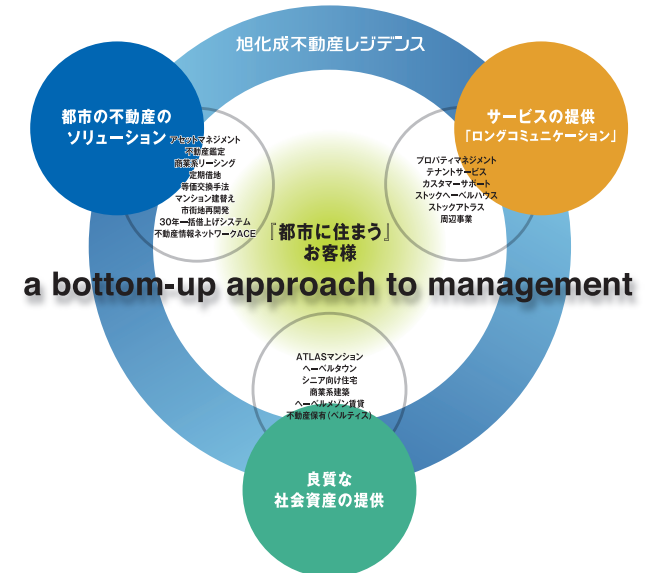 旭化成不動産レジデンス
都市の不動産の
ソリューション
サービスの提供
「ロングコミュニケーション」
アセットマネジメント
不動産鑑定
商業系リーシング
定期借地
等価交換手法
マンション建替え
市街地再開発
30年一括借上げシステム
不動産情報ネットワークACE
プロパティマネジメント
テナントサービス
カスタマーサポート
ストックヘーベルハウス
ストックアトラス
周辺事業
『都市に住まう』
お客様
a bottom-up approach to management
ATLASマンション
ヘーベルタウン
シニア向け住宅
商業系建築
ヘーベルメゾン賃貸
不動産保有（ベルティス）
良質な
社会資産の提供